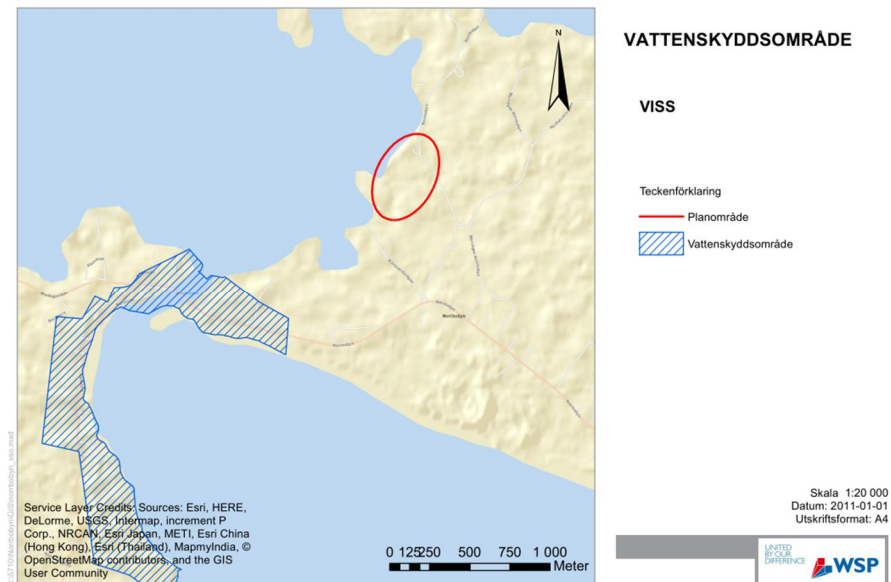 VATTENSKYDDSOMRÅDE
N
VISS
Teckenförklaring
Planområde
Vattenskyddsområde
Norrbobyn
Service Layer Credits: Sources: Esri, HERE,
DeLorme, USGS, Intermap, increment P
Corp., NRCAN, Esri Japan, METI, Esri China
(Hong Kong), Esri (Thailand), MapmyIndia, ©
OpenStreetMap contributors, and the GIS
User Community
0 125250 500 750 1 000
Meter
Skala 1:20 000
Datum: 2011-01-01
Utskriftsformat: A4
UNITED
BY OUR
DIFFERENCE
WSP